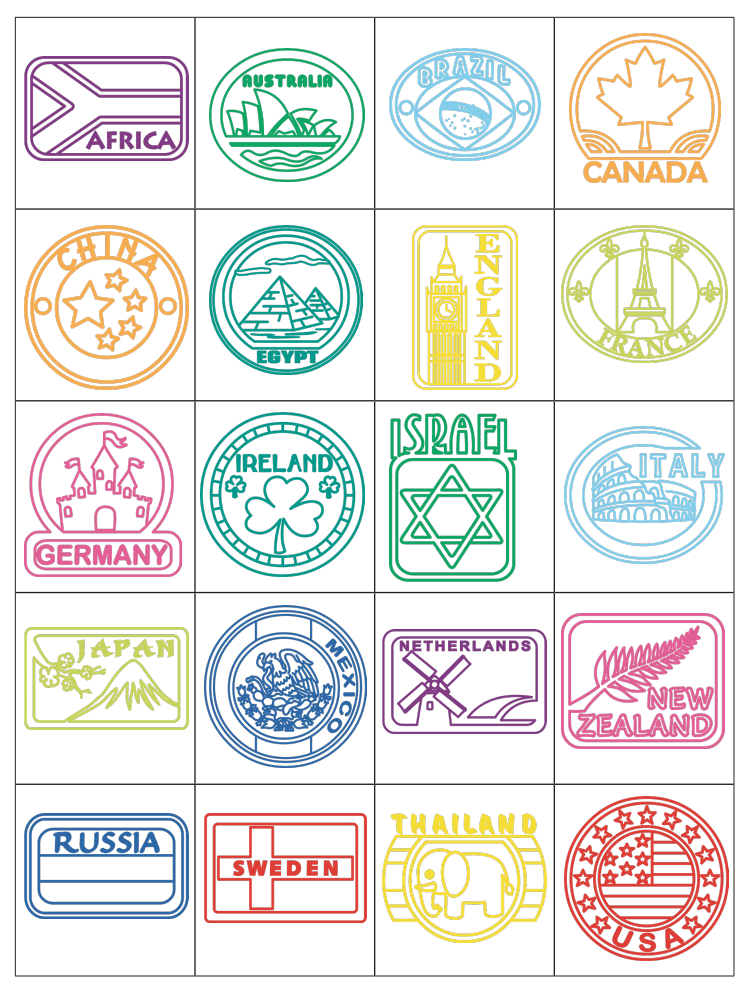 AFRICA
AUSTRALIA
BRAZIL
CANADA
CHINA
EGYPT
ENGLAND
FRANCE
GERMANY
IRELAND
ISRAEL
ITALY
JAPAN
MEXICO
NETHERLANDS
NEW
ZEALAND
RUSSIA
SWEDEN
THAILAND
USA